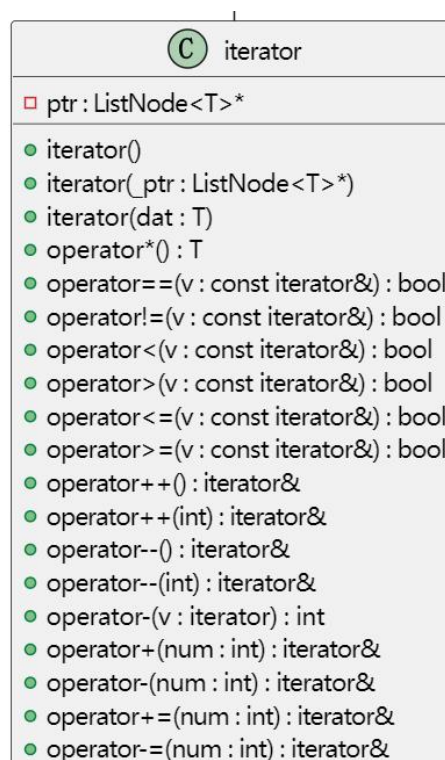 C iterator
ptr : ListNode<T>*
iterator()
iterator(_ptr : ListNode<T>*)
iterator(dat : T)
operator*() : T
operator==(v : const iterator&) : bool
operator!=(v : const iterator&) : bool
operator<(v : const iterator&) : bool
operator>(v : const iterator&) : bool
operator<=(v : const iterator&) : bool
operator>=(v : const iterator&) : bool
operator++() : iterator&
operator++(int) : iterator&
operator--() : iterator&
operator--(int) : iterator&
operator-(v : iterator) : int
operator+(num : int) : iterator&
operator-(num : int) : iterator&
operator+=(num : int) : iterator&
operator-=(num : int) : iterator&